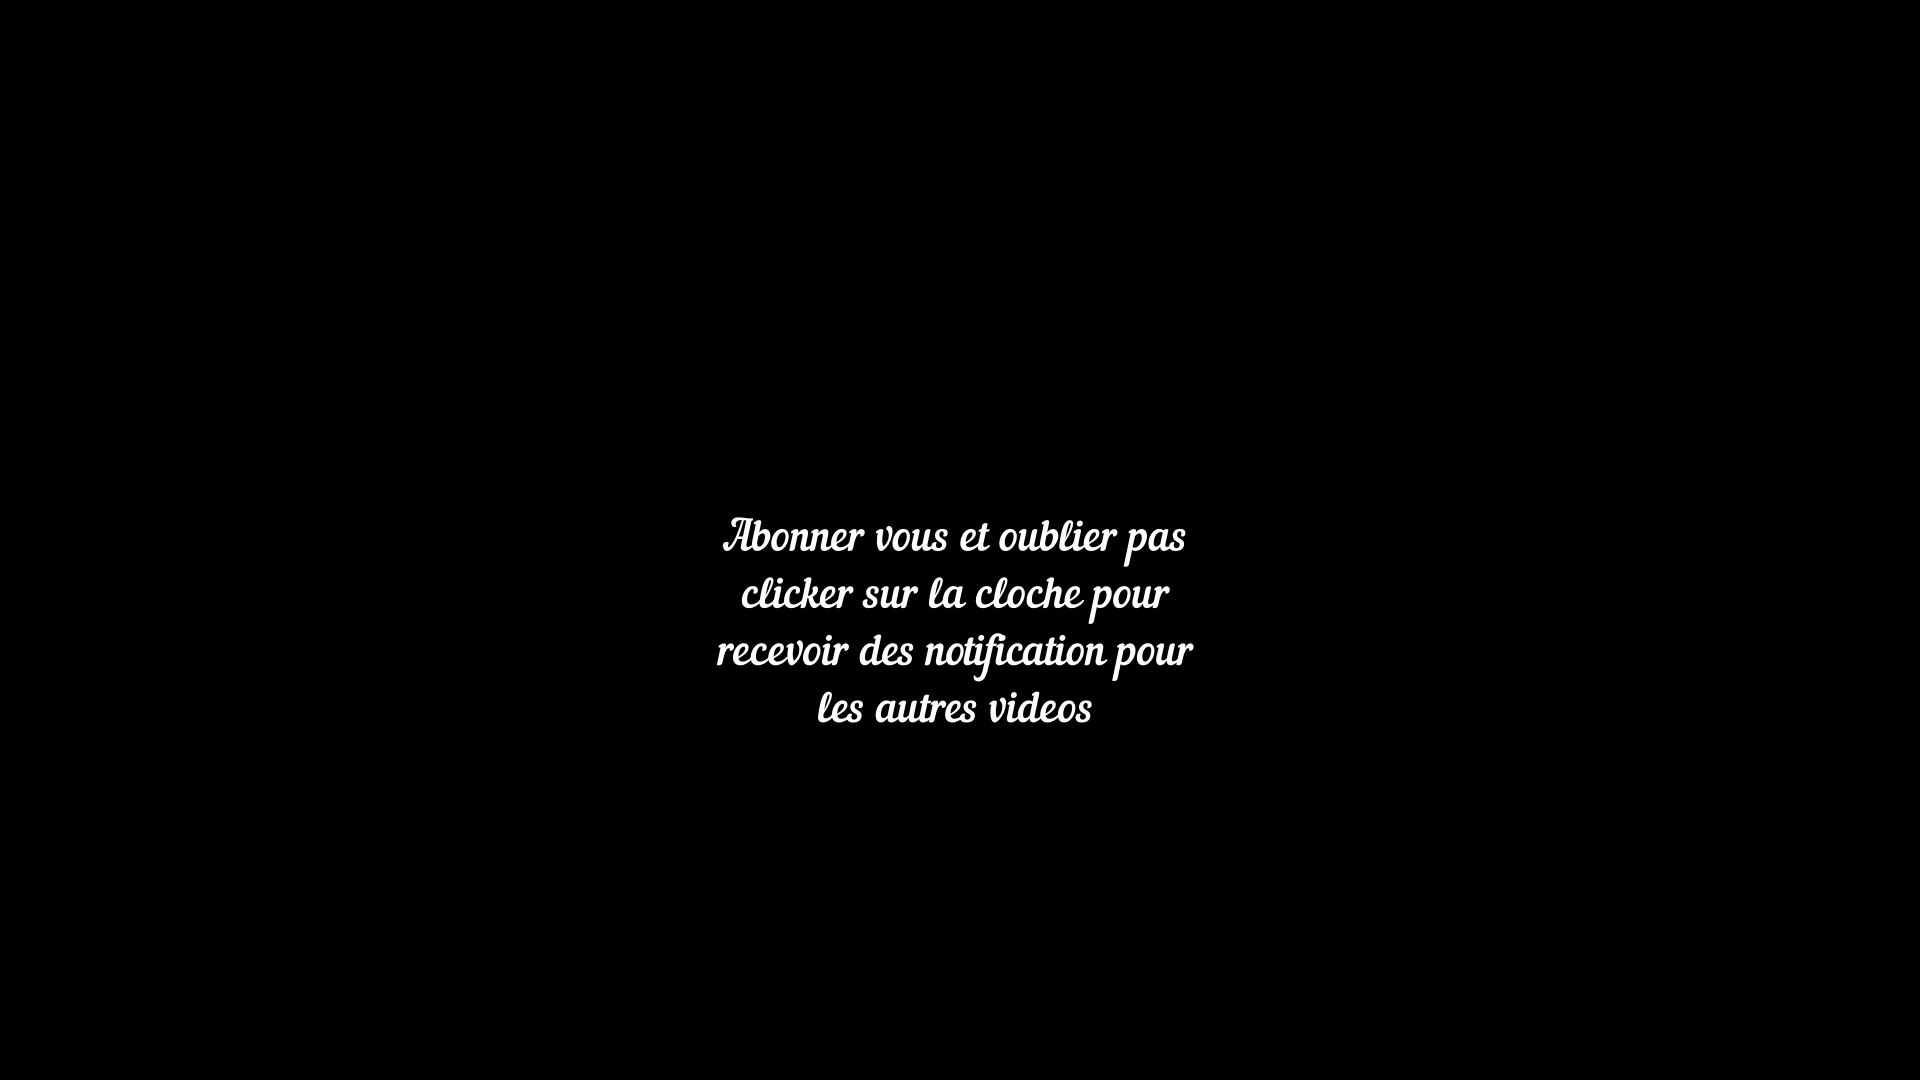 Abonner vous et oublier pas
clicker sur la cloche pour
recevoir des notification pour
les autres videos